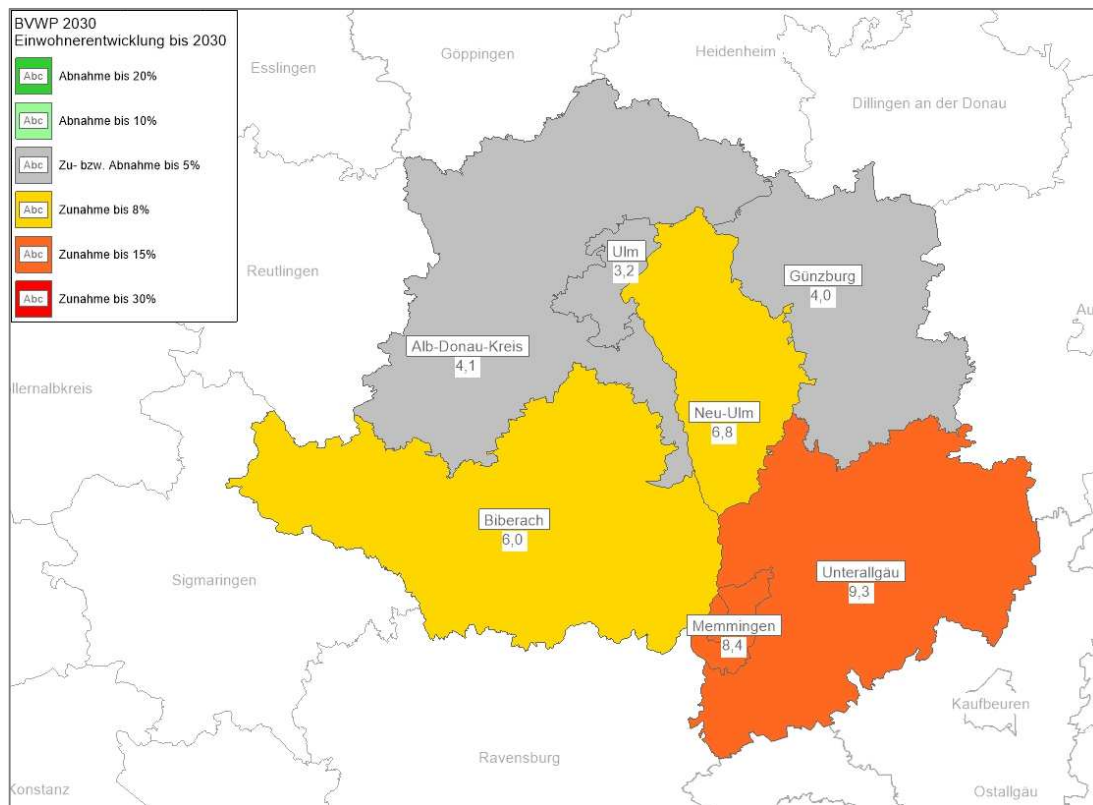 BVWP 2030
Einwohnerentwicklung bis 2030
Abc Abnahme bis 20%
Abc Abnahme bis 10%
Abc Zu- bzw. Abnahme bis 5%
Abc Zunahme bis 8%
Abc Zunahme bis 15%
Abc Zunahme bis 30%
Esslingen
Göppingen
Heidenheim
Dillingen an der Donau
Reutlingen
Ulm
3,2
Günzburg
4,0
Au
Alb-Donau-Kreis
4,1
llernalbkreis
Neu-Ulm
6,8
Biberach
6,0
Sigmaringen
Unterallgäu
9,3
Memmingen
8,4
Kaufbeuren
Ravensburg
Konstanz
Ostallgäu